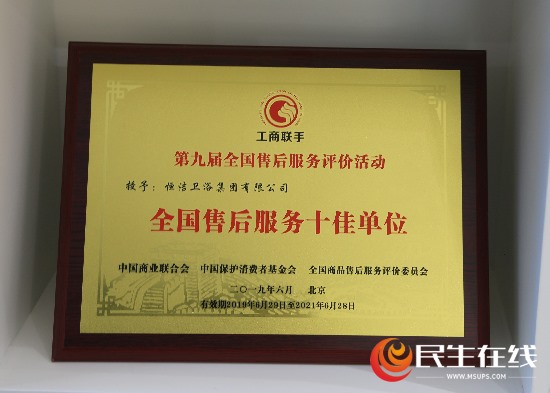 工商联手
第九届全国售后服务评价活动
授予：恒洁卫浴集团有限公司
全国售后服务十佳单位
中国商业联合会 中国保护消费者基金会 全国商品售后服务评价委员会
二〇一九年六月 北京
有效期2019年6月29日至2021年6月28日
民生在线
WWW.MSUPS.COM